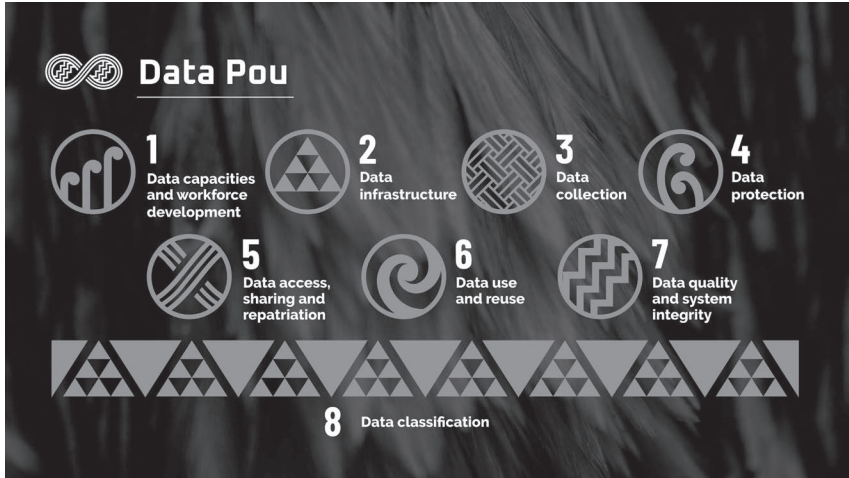 Data Pou
1
Data capacities
and workforce
development
2
Data
infrastructure
3
Data
collection
4
Data
protection
5
Data access,
sharing and
repatriation
6
Data use
and reuse
7
Data quality
and system
integrity
8 Data classification